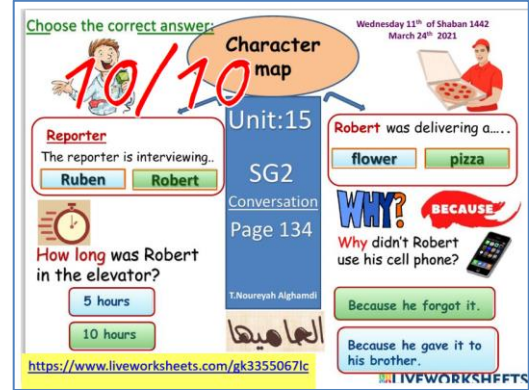 Choose the correct answer:
10/10
Character
map
Wednesday 11th of Shaban 1442
March 24th 2021
Reporter
The reporter is interviewing..
Ruben
Robert
Unit:15
SG2
Conversation
Page 134
T.Noureyah Alghamdi
Robert was delivering a…..
flower
pizza
How long was Robert
in the elevator?
5 hours
10 hours
WHY?
BECAUSE
Why didn't Robert
use his cell phone?
Because he forgot it.
Because he gave it to
his brother.
https://www.liveworksheets.com/gk3355067lc
LIVEWORKSHEETS